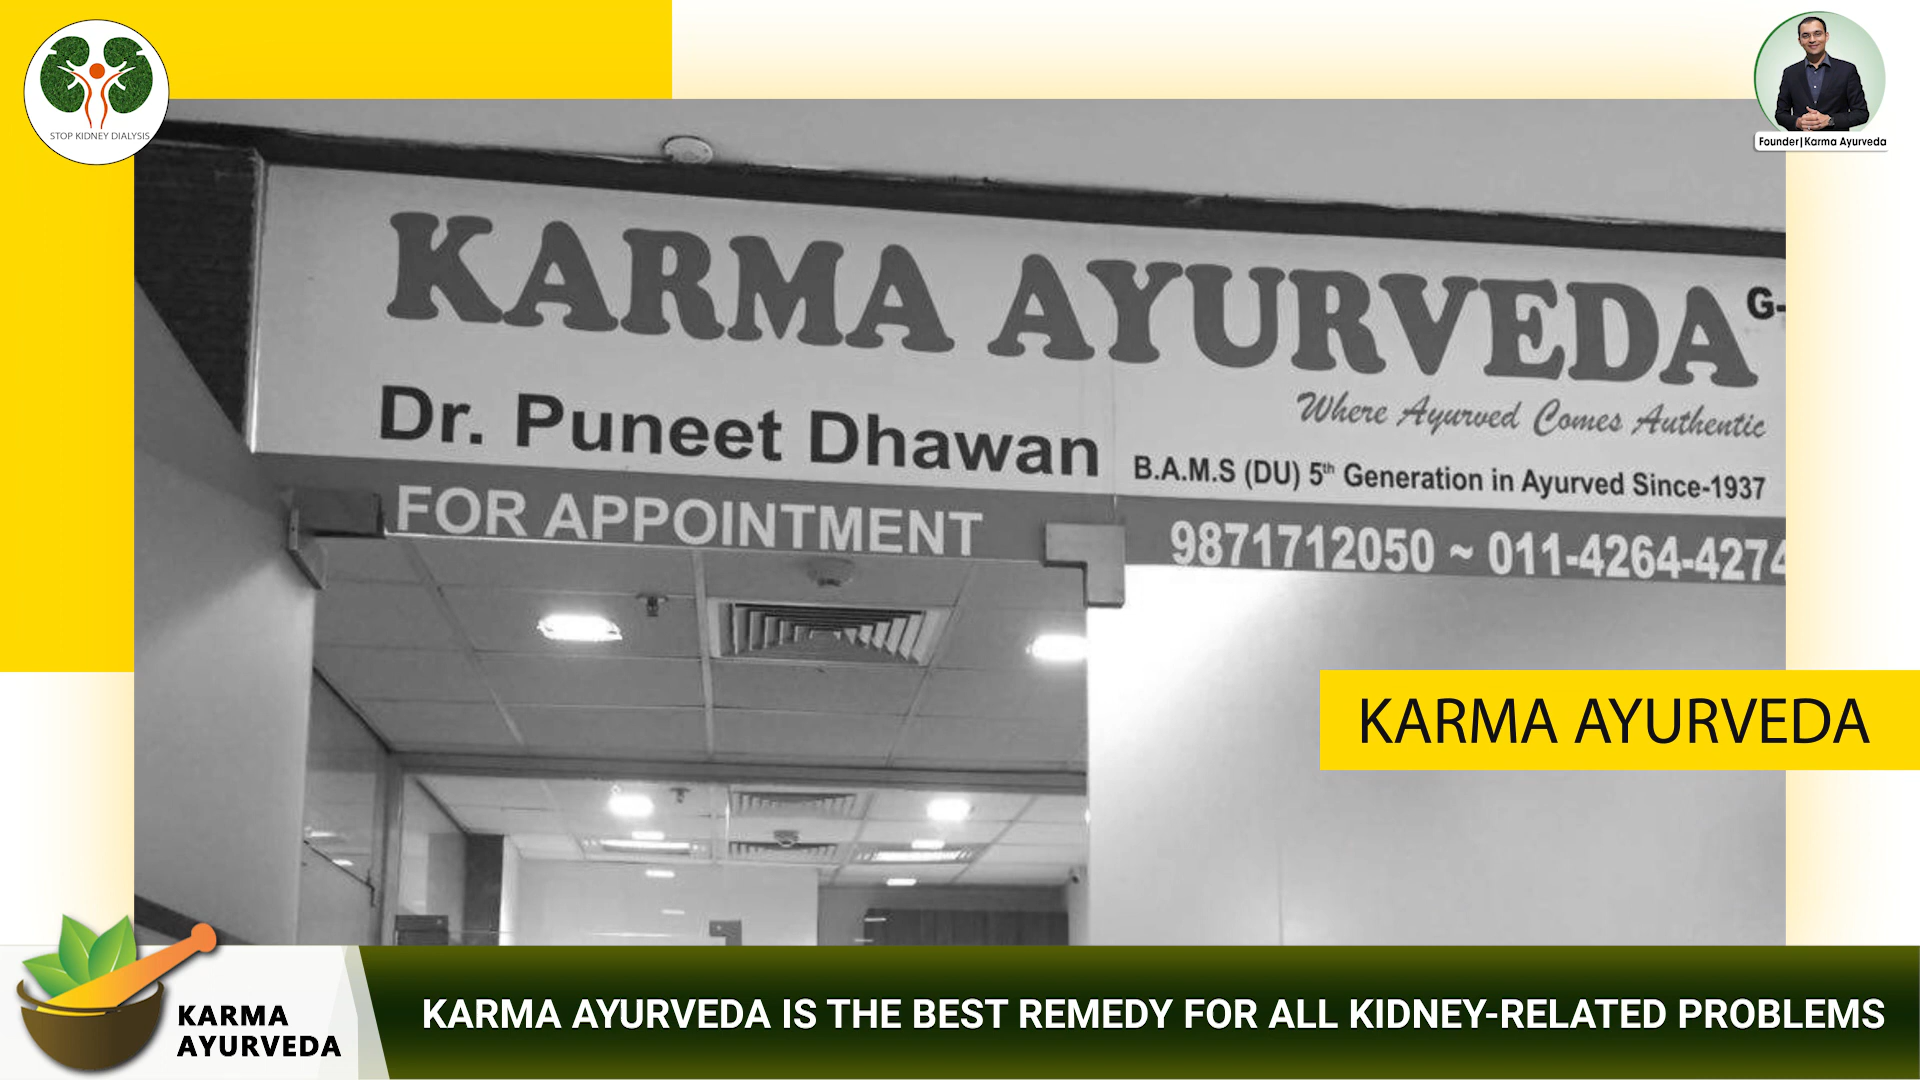 STOP KIDNEY DIALYSIS
Founder|Karma Ayurveda
KARMA AYURVEDA
G-
Where Ayurved Comes Authentic
Dr. Puneet Dhawan
B.A.M.S (DU) 5th Generation in Ayurved Since-1937
FOR APPOINTMENT
9871712050 ~ 011-4264-4274
KARMA AYURVEDA
KARMA
AYURVEDA
KARMA AYURVEDA IS THE BEST REMEDY FOR ALL KIDNEY-RELATED PROBLEMS